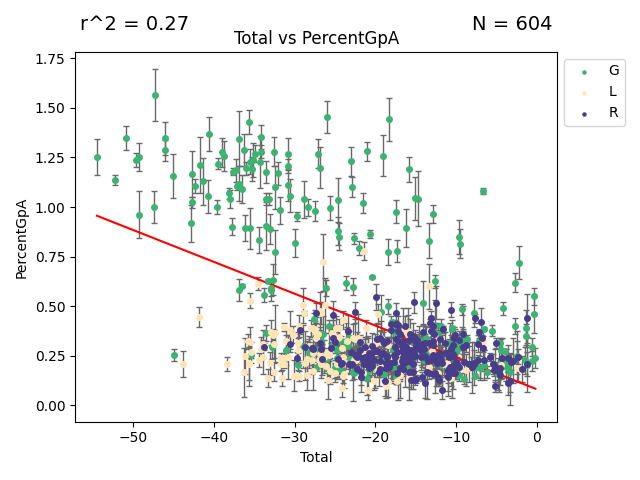 r^2 = 0.27 N = 604
Total vs PercentGpA
1.75
1.50
1.25
1.00
0.75
0.50
0.25
0.00
PercentGpA
−50 −40 −30 −20 −10 0
Total
G
L
R